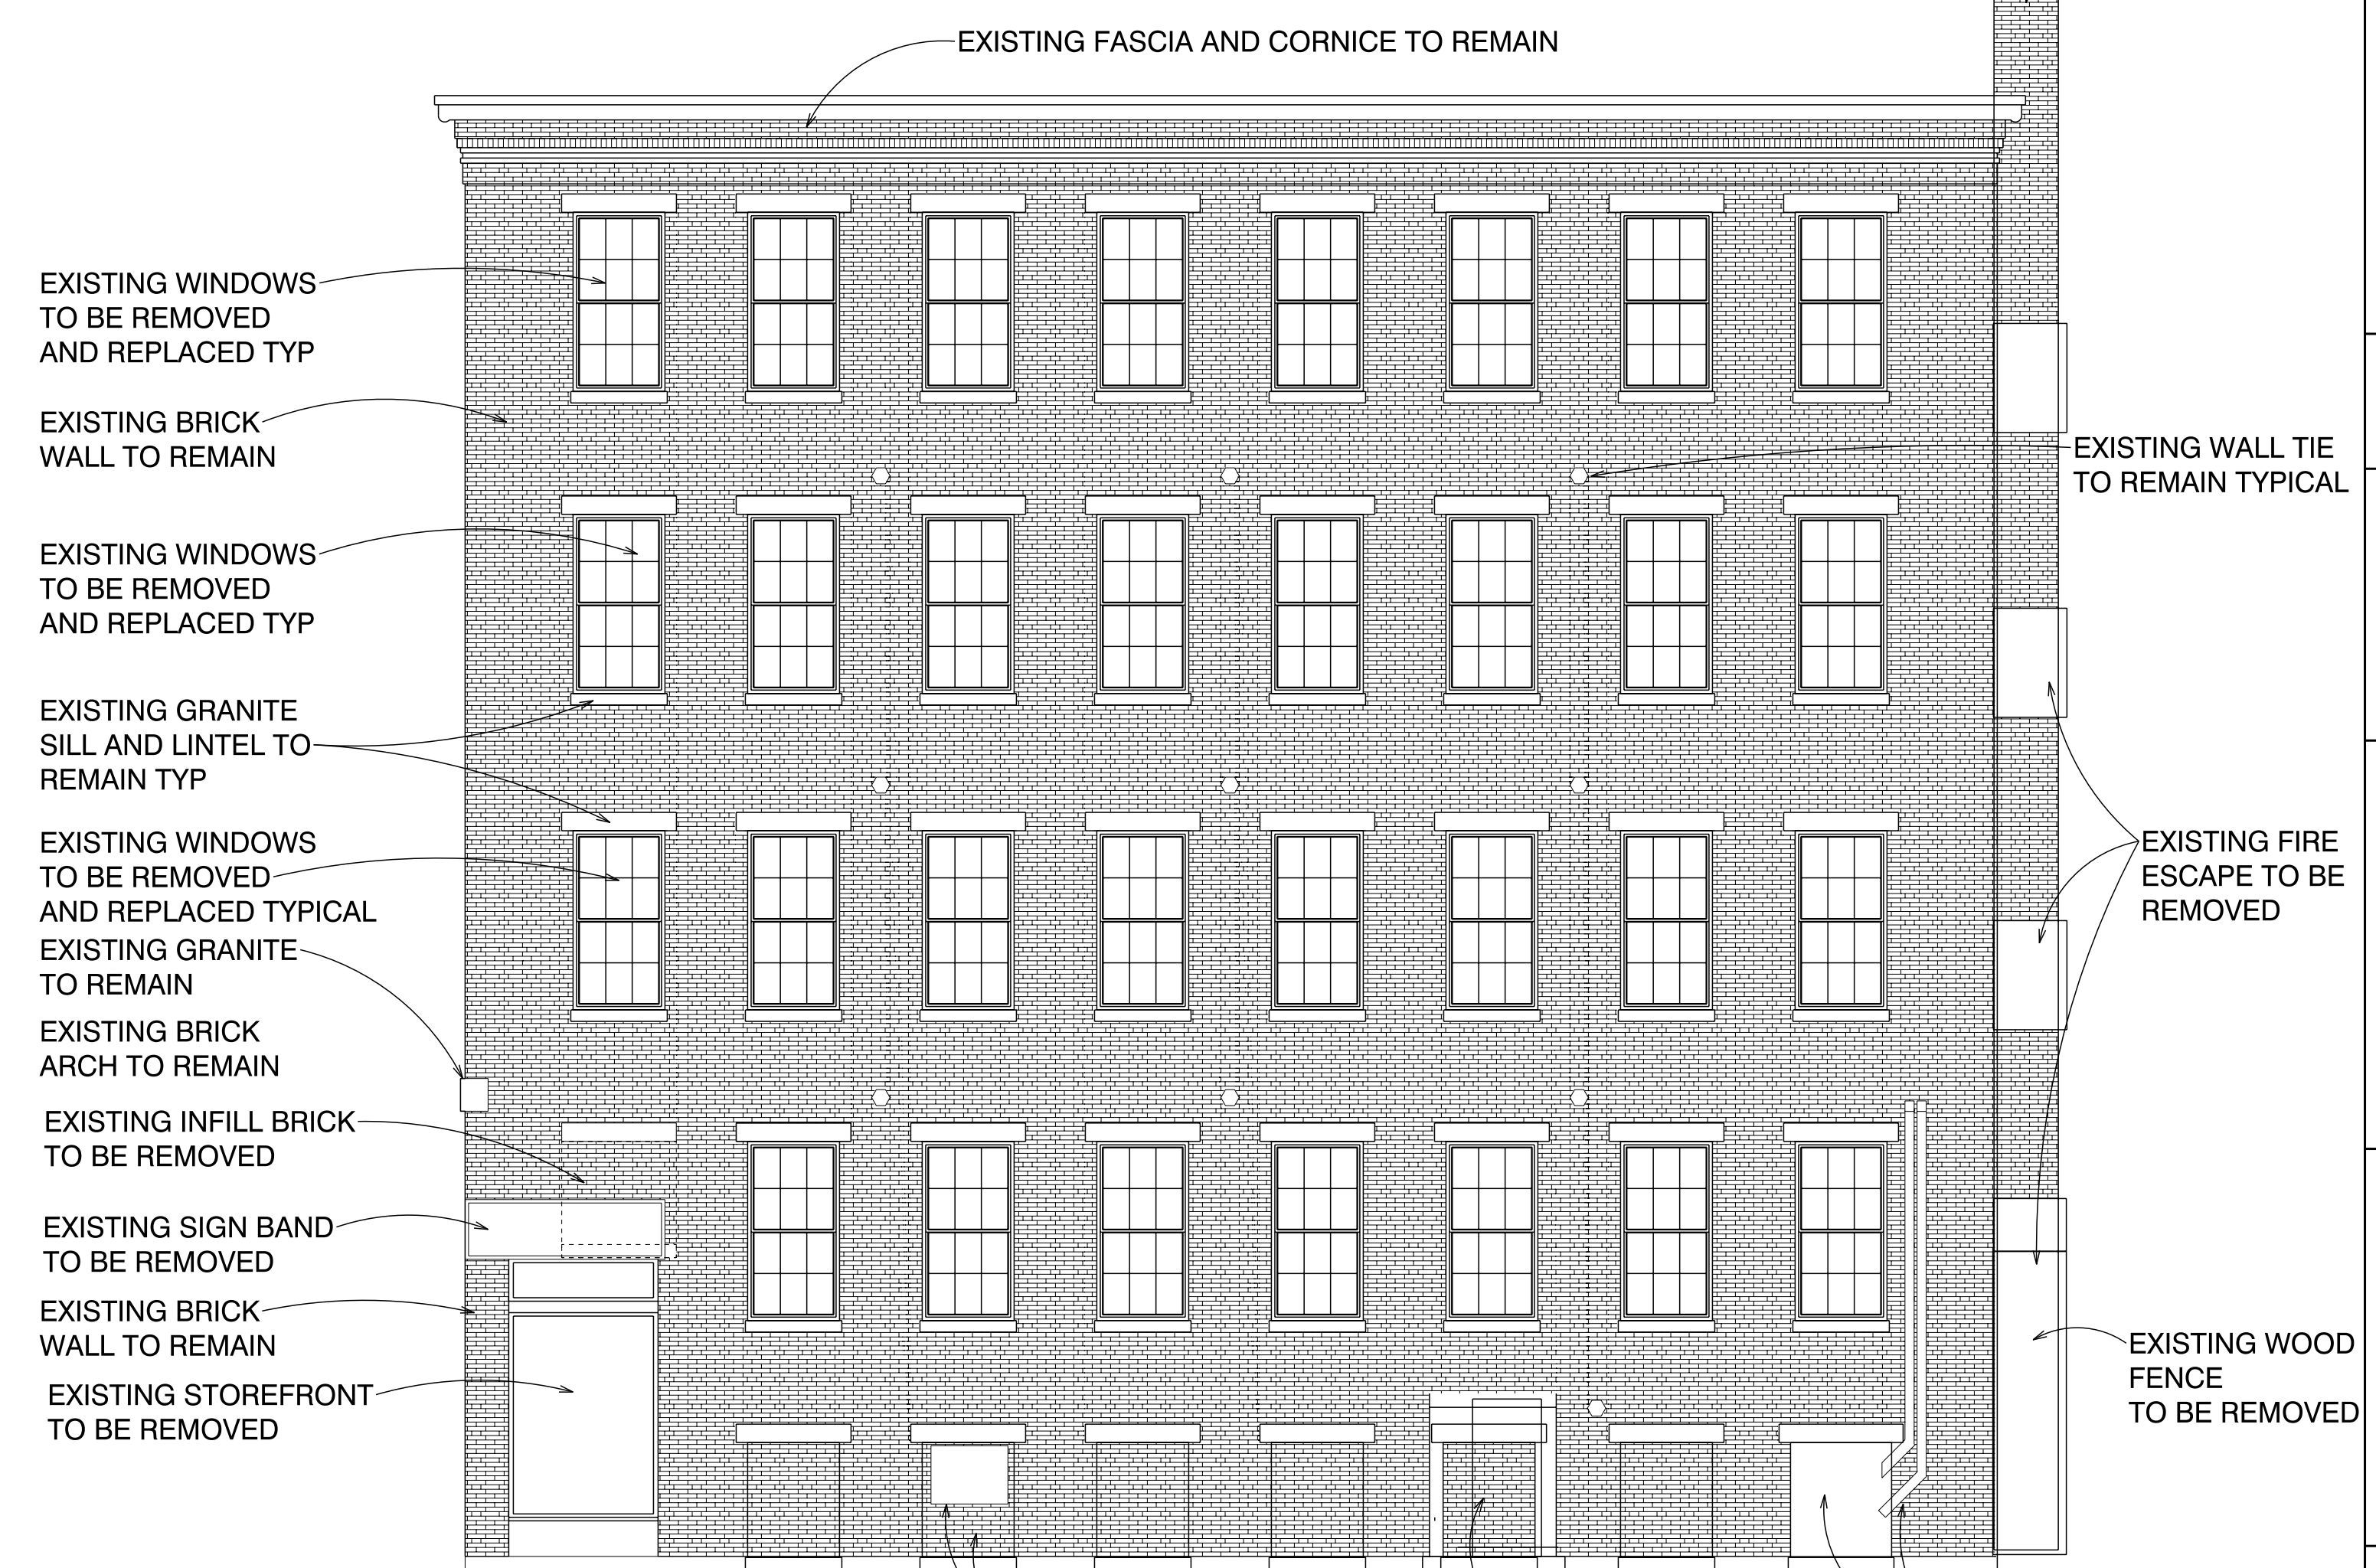 EXISTING FASCIA AND CORNICE TO REMAIN
EXISTING WINDOWS
TO BE REMOVED
AND REPLACED TYP
EXISTING BRICK
WALL TO REMAIN
EXISTING WINDOWS
TO BE REMOVED
AND REPLACED TYP
EXISTING GRANITE
SILL AND LINTEL TO
REMAIN TYP
EXISTING WINDOWS
TO BE REMOVED
AND REPLACED TYPICAL
EXISTING GRANITE
TO REMAIN
EXISTING BRICK
ARCH TO REMAIN
EXISTING INFILL BRICK
TO BE REMOVED
EXISTING SIGN BAND
TO BE REMOVED
EXISTING BRICK
WALL TO REMAIN
EXISTING STOREFRONT
TO BE REMOVED
EXISTING WALL TIE
TO REMAIN TYPICAL
EXISTING FIRE
ESCAPE TO BE
REMOVED
EXISTING WOOD
FENCE
TO BE REMOVED